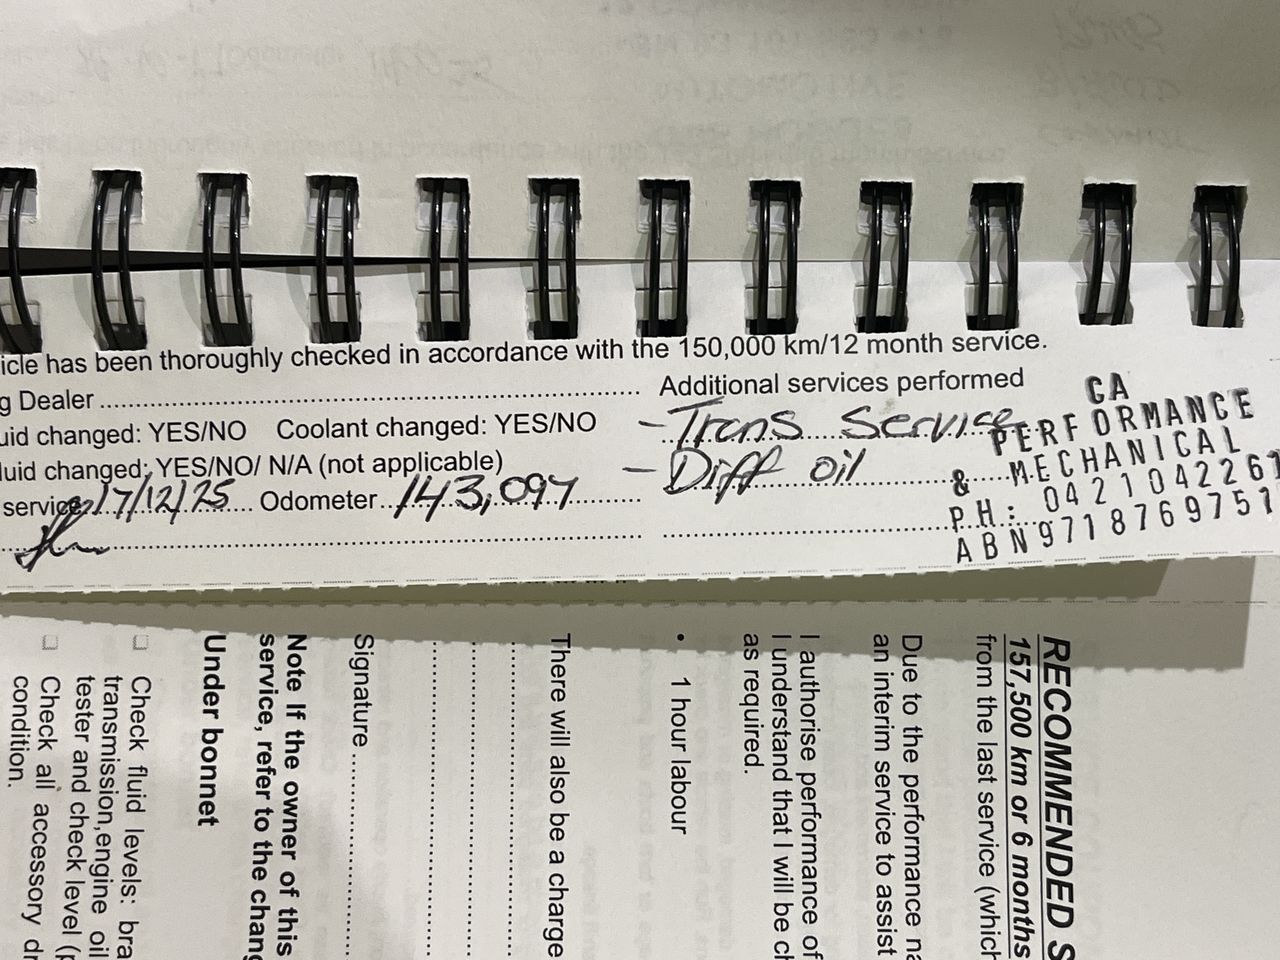 icle has been thoroughly checked in accordance with the 150,000 km/12 month service.
g Dealer
uid changed: YES/NO Coolant changed: YES/NO
luid changed: YES/NO/ N/A (not applicable)
service 17/12/25 Odometer 143,097
Additional services performed
- Trans Service
- Diff oil
CA
PERFORMANCE
& MECHANICAL
PH: 0421042261
ABN 9718769751
RECOMMENDED S
157,500 km or 6 months
from the last service (which
Due to the performance na
an interim service to assist
I authorise performance of
I understand that I will be ch
as required.
• 1 hour labour
There will also be a charge
Signature
Note If the owner of this
service, refer to the chan
Under bonnet
Check fluid levels: bra
transmission,engine oil
tester and check level (
Check all accessory dr
condition.